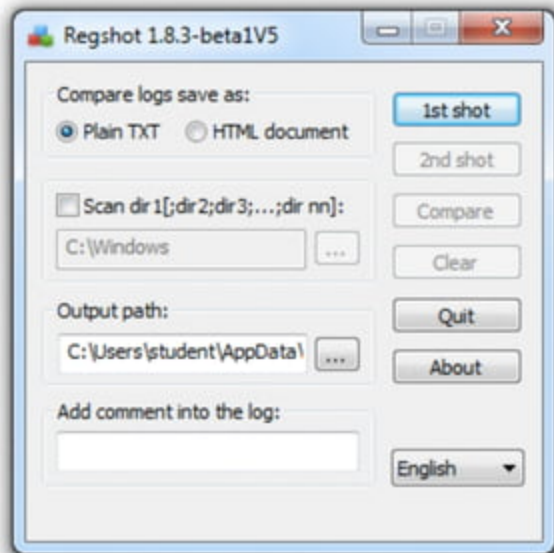 Regshot 1.8.3-beta1V5
Compare logs save as:
Plain TXT
HTML document
1st shot
2nd shot
Scan dir1[;dir2;dir3;...;dir nn]:
C:\Windows
...
Compare
Clear
Output path:
C:\Users\student\AppData\
...
Quit
About
Add comment into the log:
English